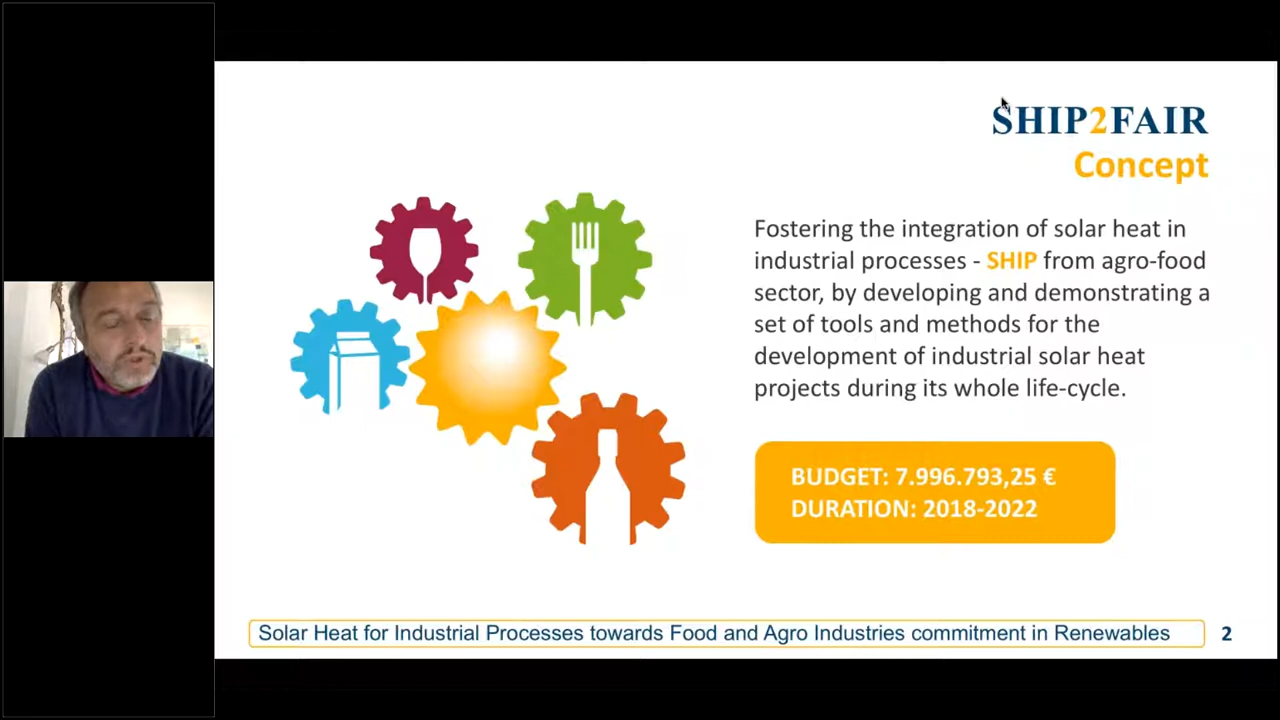 SHIP2FAIR
Concept
Fostering the integration of solar heat in
industrial processes - SHIP from agro-food
sector, by developing and demonstrating a
set of tools and methods for the
development of industrial solar heat
projects during its whole life-cycle.
BUDGET: 7.996.793,25 €
DURATION: 2018-2022
Solar Heat for Industrial Processes towards Food and Agro Industries commitment in Renewables
2